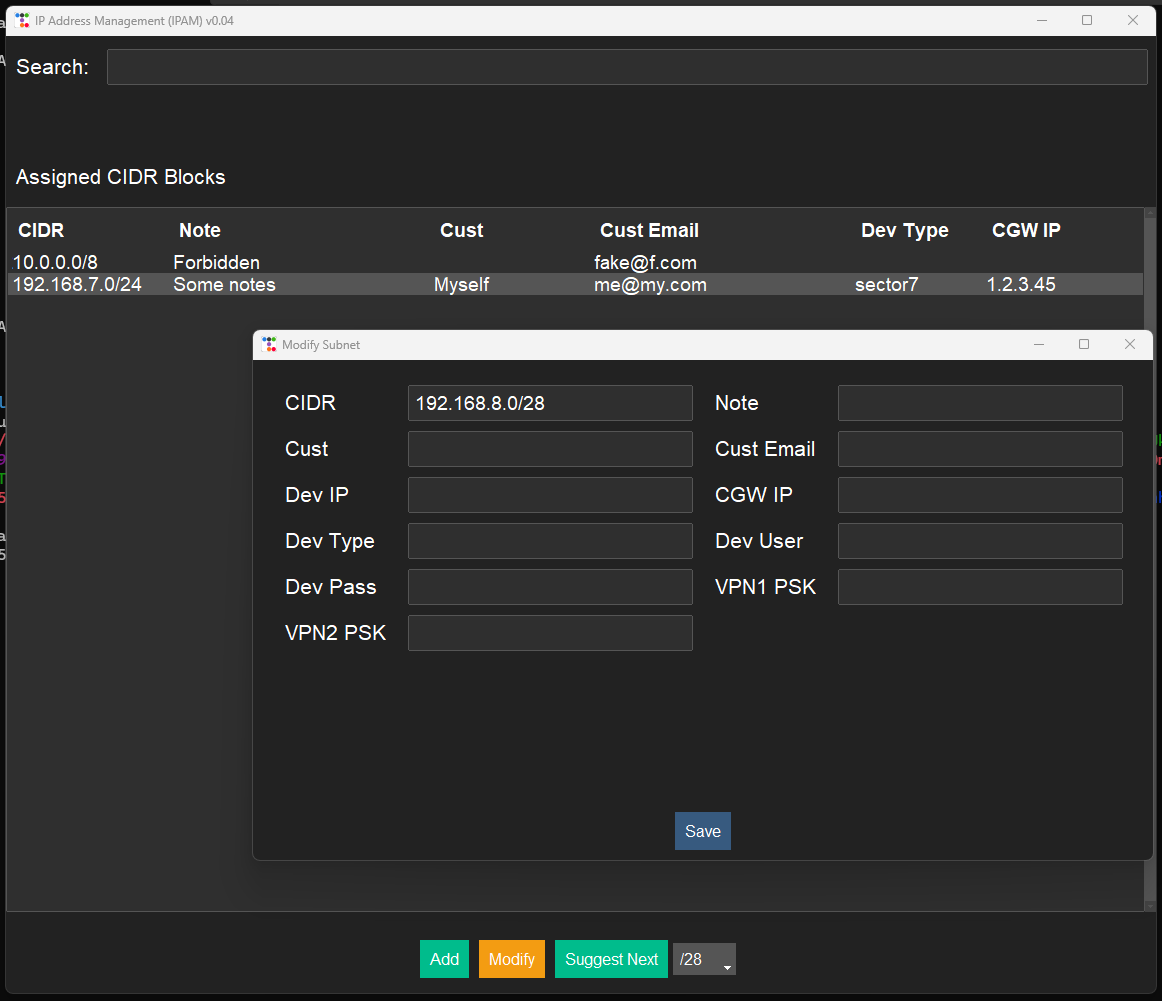 IP Address Management (IPAM) v0.04
Search:
Assigned CIDR Blocks
CIDR Note Cust Cust Email Dev Type CGW IP
10.0.0.0/8 Forbidden fake@f.com
192.168.7.0/24 Some notes Myself me@my.com sector7 1.2.3.45
Modify Subnet
CIDR 192.168.8.0/28 Note
Cust Cust Email
Dev IP CGW IP
Dev Type Dev User
Dev Pass VPN1 PSK
VPN2 PSK
Save
Add Modify Suggest Next /28